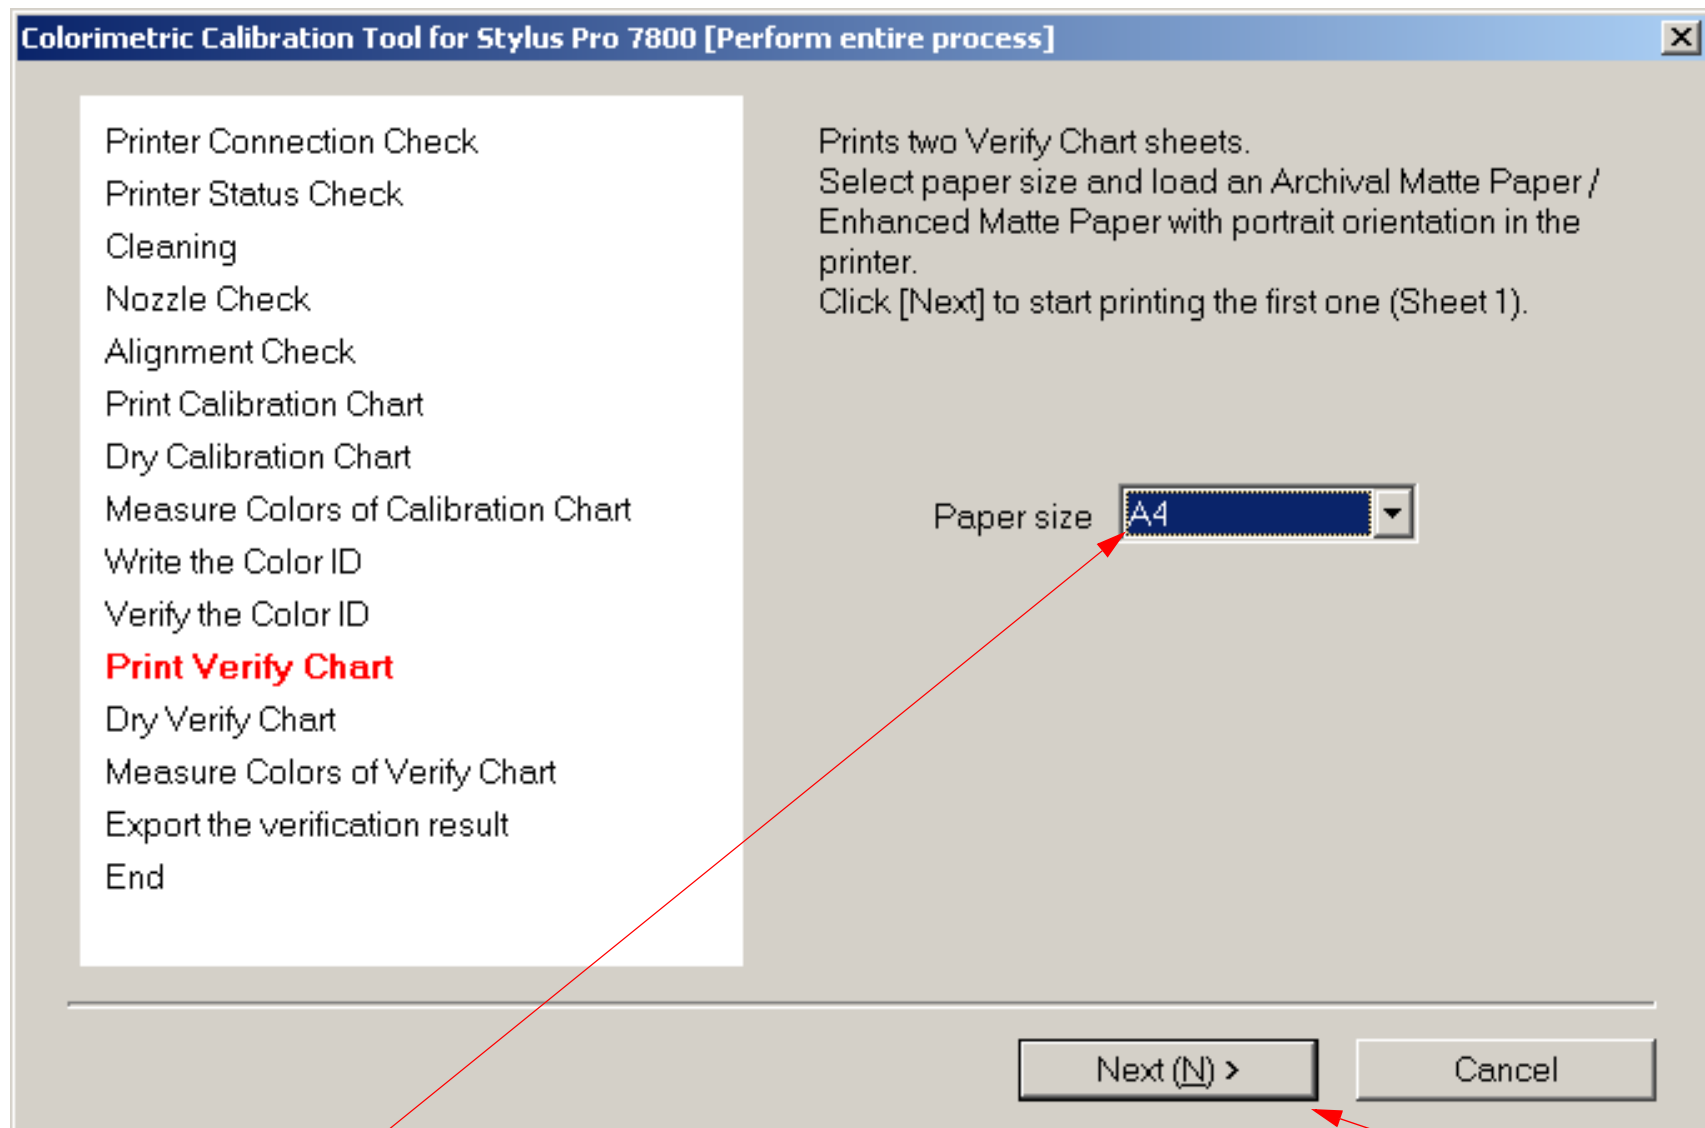 Colorimetric Calibration Tool for Stylus Pro 7800 [Perform entire process]
Printer Connection Check
Printer Status Check
Cleaning
Nozzle Check
Alignment Check
Print Calibration Chart
Dry Calibration Chart
Measure Colors of Calibration Chart
Write the Color ID
Verify the Color ID
Print Verify Chart
Dry Verify Chart
Measure Colors of Verify Chart
Export the verification result
End
Prints two Verify Chart sheets.
Select paper size and load an Archival Matte Paper /
Enhanced Matte Paper with portrait orientation in the
printer.
Click [Next] to start printing the first one (Sheet 1).
Paper size A4
Next (N) >
Cancel